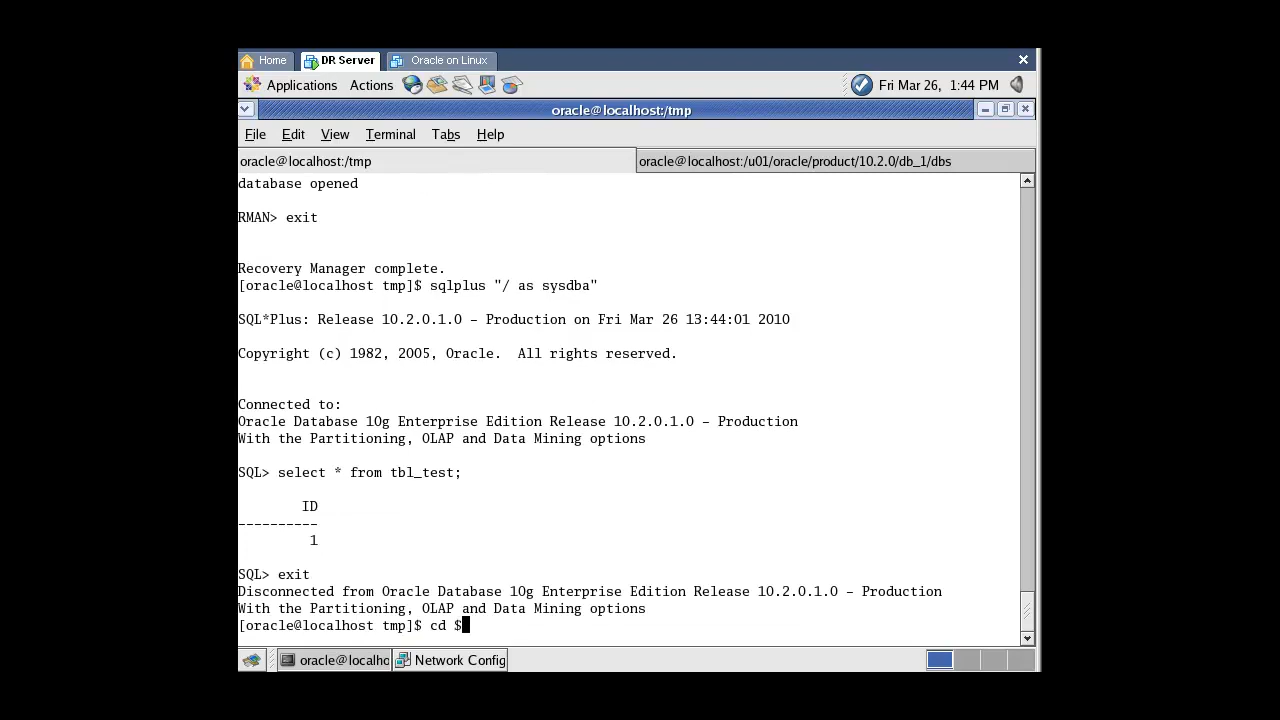 Home
DR Server
Oracle on Linux
Applications Actions
Fri Mar 26, 1:44 PM
oracle@localhost:/tmp
File Edit View Terminal Tabs Help
oracle@localhost:/tmp
oracle@localhost:/u01/oracle/product/10.2.0/db_1/dbs
database opened
RMAN> exit
Recovery Manager complete.
[oracle@localhost tmp]$ sqlplus "/ as sysdba"
SQL*Plus: Release 10.2.0.1.0 - Production on Fri Mar 26 13:44:01 2010
Copyright (c) 1982, 2005, Oracle.  All rights reserved.
Connected to:
Oracle Database 10g Enterprise Edition Release 10.2.0.1.0 - Production
With the Partitioning, OLAP and Data Mining options
SQL> select * from tbl_test;
ID
----------
1
SQL> exit
Disconnected from Oracle Database 10g Enterprise Edition Release 10.2.0.1.0 - Production
With the Partitioning, OLAP and Data Mining options
[oracle@localhost tmp]$ cd $
oracle@localho
Network Config